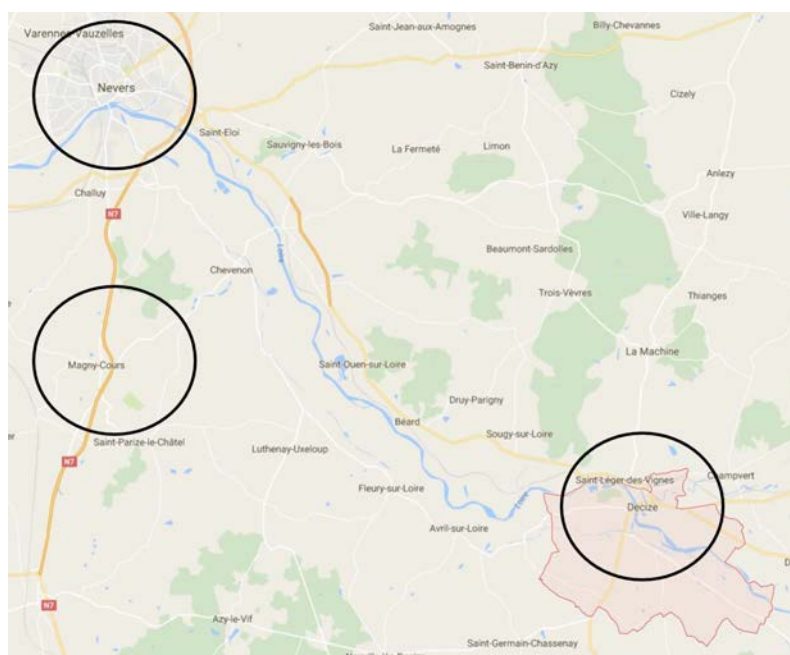 Saint-Jean-aux-Amognes
Billy-Chevannes
Varennes-Vauzelles
Saint-Benin-d'Azy
Nevers
Cizely
Saint-Eloi
Sauvigny-les-Bois
La Fermeté
Limon
Anlezy
Challuy
N7
Ville-Langy
Loire
Beaumont-Sardolles
Chevenon
Trois-Vèvres
Thianges
La Machine
Magny-Cours
Saint-Ouen-sur-Loire
Druy-Parigny
Béard
Sougy-sur-Loire
Saint-Parize-le-Châtel
Luthenay-Uxeloup
N7
Saint-Léger-des-Vignes
Champvert
Fleury-sur-Loire
Loire
Decize
Avril-sur-Loire
N7
Azy-le-Vif
Saint-Germain-Chassenay